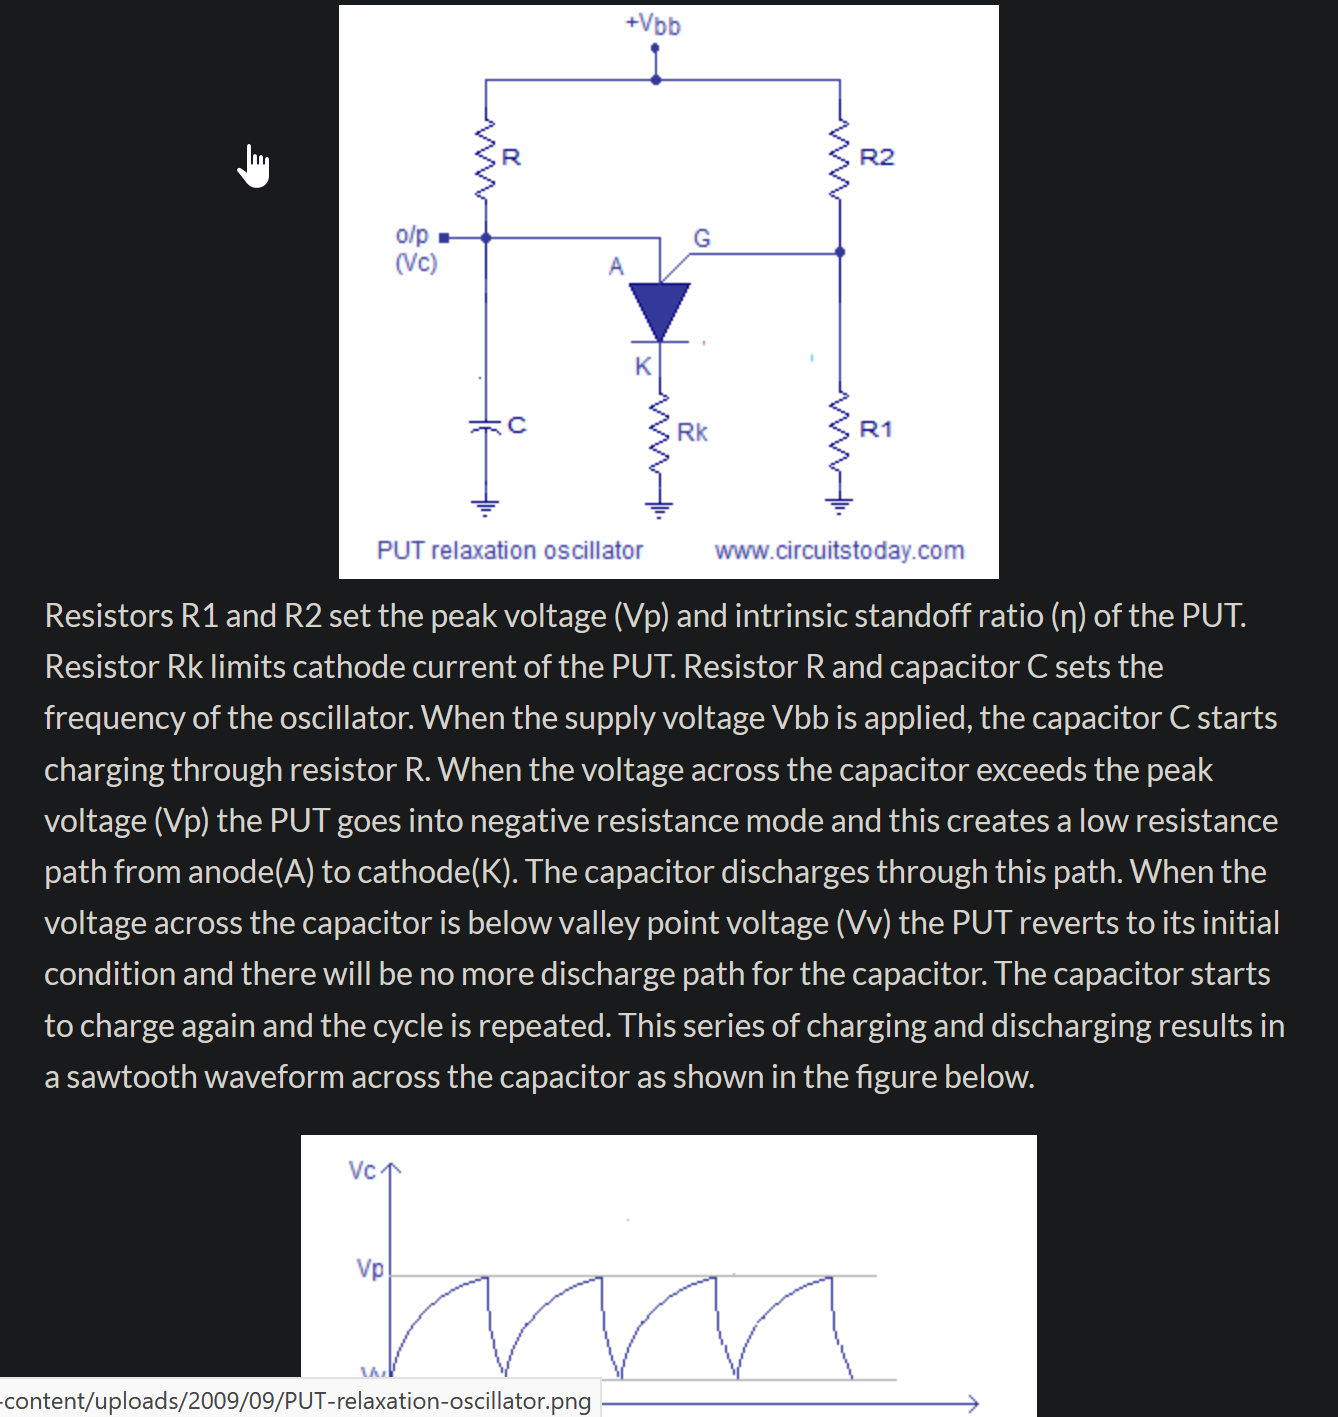 +Vbb
R
R2
o/p
(Vc)
G
A
K
C
Rk
R1
PUT relaxation oscillator www.circuitstoday.com
Resistors R1 and R2 set the peak voltage (Vp) and intrinsic standoff ratio (η) of the PUT.
Resistor Rk limits cathode current of the PUT. Resistor R and capacitor C sets the
frequency of the oscillator. When the supply voltage Vbb is applied, the capacitor C starts
charging through resistor R. When the voltage across the capacitor exceeds the peak
voltage (Vp) the PUT goes into negative resistance mode and this creates a low resistance
path from anode(A) to cathode(K). The capacitor discharges through this path. When the
voltage across the capacitor is below valley point voltage (Vv) the PUT reverts to its initial
condition and there will be no more discharge path for the capacitor. The capacitor starts
to charge again and the cycle is repeated. This series of charging and discharging results in
a sawtooth waveform across the capacitor as shown in the figure below.
Vc
Vp
-content/uploads/2009/09/PUT-relaxation-oscillator.png